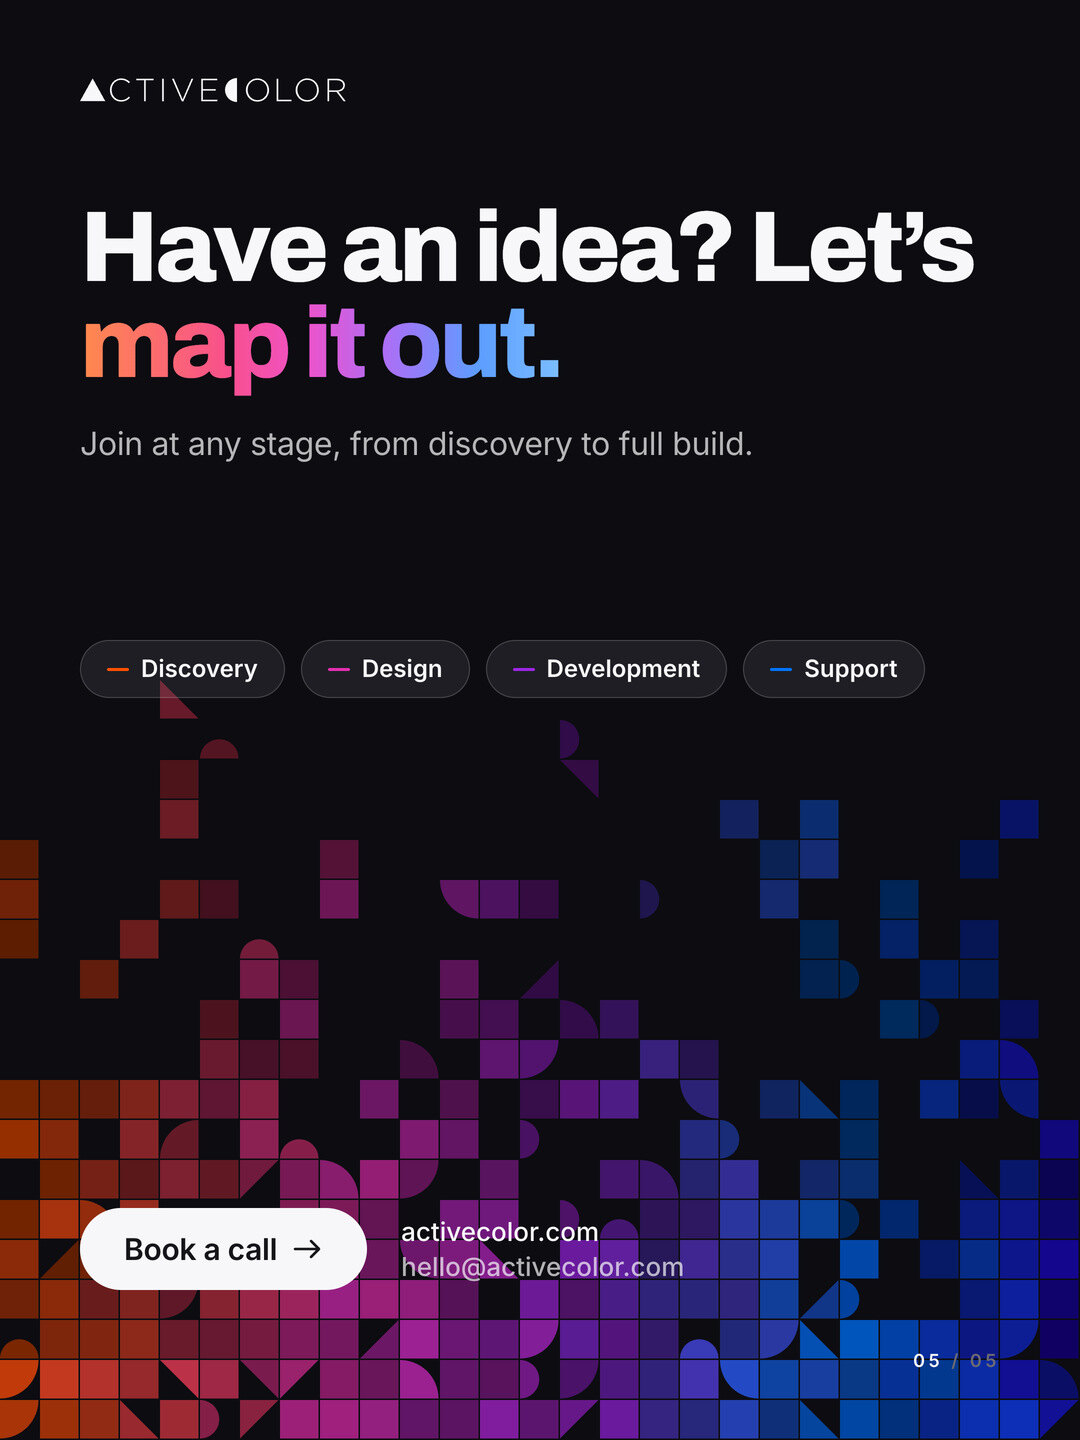 ACTIVECOLOR
Have an idea? Let’s
map it out.
Join at any stage, from discovery to full build.
Discovery
Design
Development
Support
Book a call →
activecolor.com
hello@activecolor.com
05 / 05